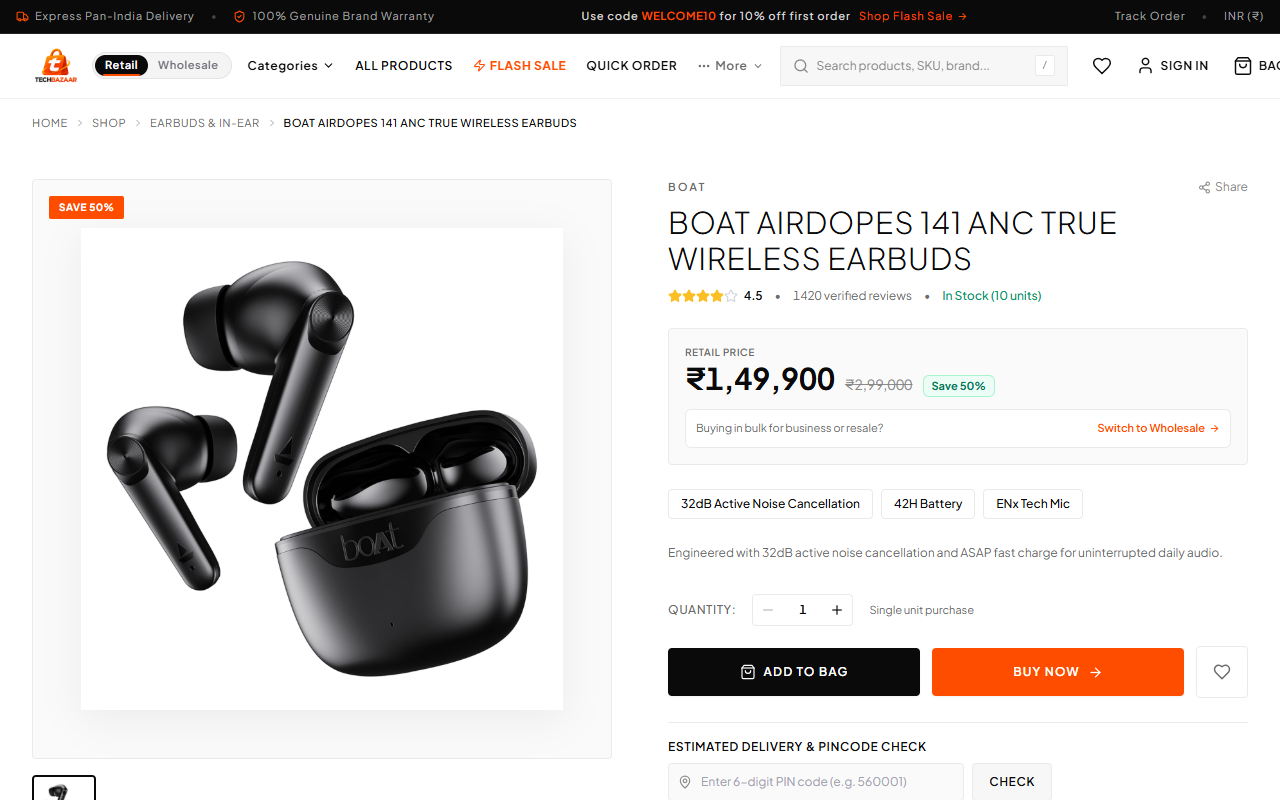 Express Pan-India Delivery • 100% Genuine Brand Warranty
Use code WELCOME10 for 10% off first order Shop Flash Sale →
Track Order • INR (₹)
TECHBAZAAR
Retail Wholesale
Categories
ALL PRODUCTS
FLASH SALE
QUICK ORDER
··· More
Search products, SKU, brand... /
SIGN IN
BAG
HOME > SHOP > EARBUDS & IN-EAR > BOAT AIRDOPES 141 ANC TRUE WIRELESS EARBUDS
SAVE 50%
boAt
BOAT
Share
BOAT AIRDOPES 141 ANC TRUE
WIRELESS EARBUDS
4.5 • 1420 verified reviews • In Stock (10 units)
RETAIL PRICE
₹1,49,900 ₹2,99,000 Save 50%
Buying in bulk for business or resale? Switch to Wholesale →
32dB Active Noise Cancellation
42H Battery
ENx Tech Mic
Engineered with 32dB active noise cancellation and ASAP fast charge for uninterrupted daily audio.
QUANTITY: − 1 + Single unit purchase
ADD TO BAG
BUY NOW →
ESTIMATED DELIVERY & PINCODE CHECK
Enter 6-digit PIN code (e.g. 560001)
CHECK